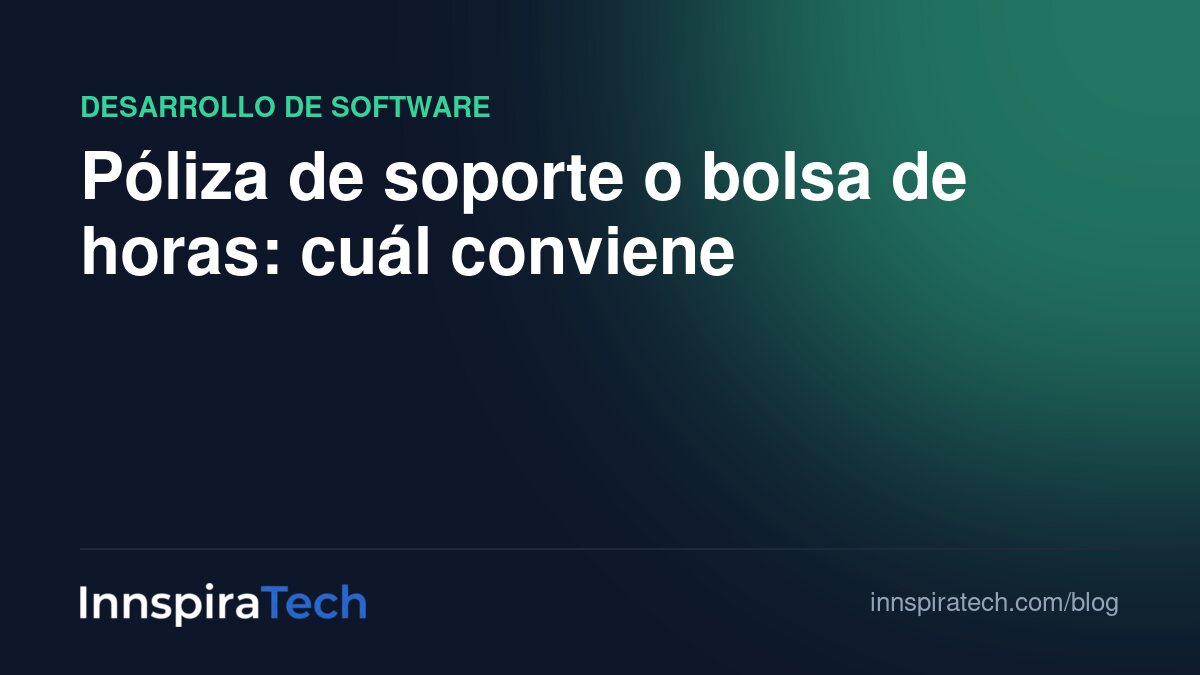 DESARROLLO DE SOFTWARE
Póliza de soporte o bolsa de
horas: cuál conviene
InnspiraTech
innspiratech.com/blog